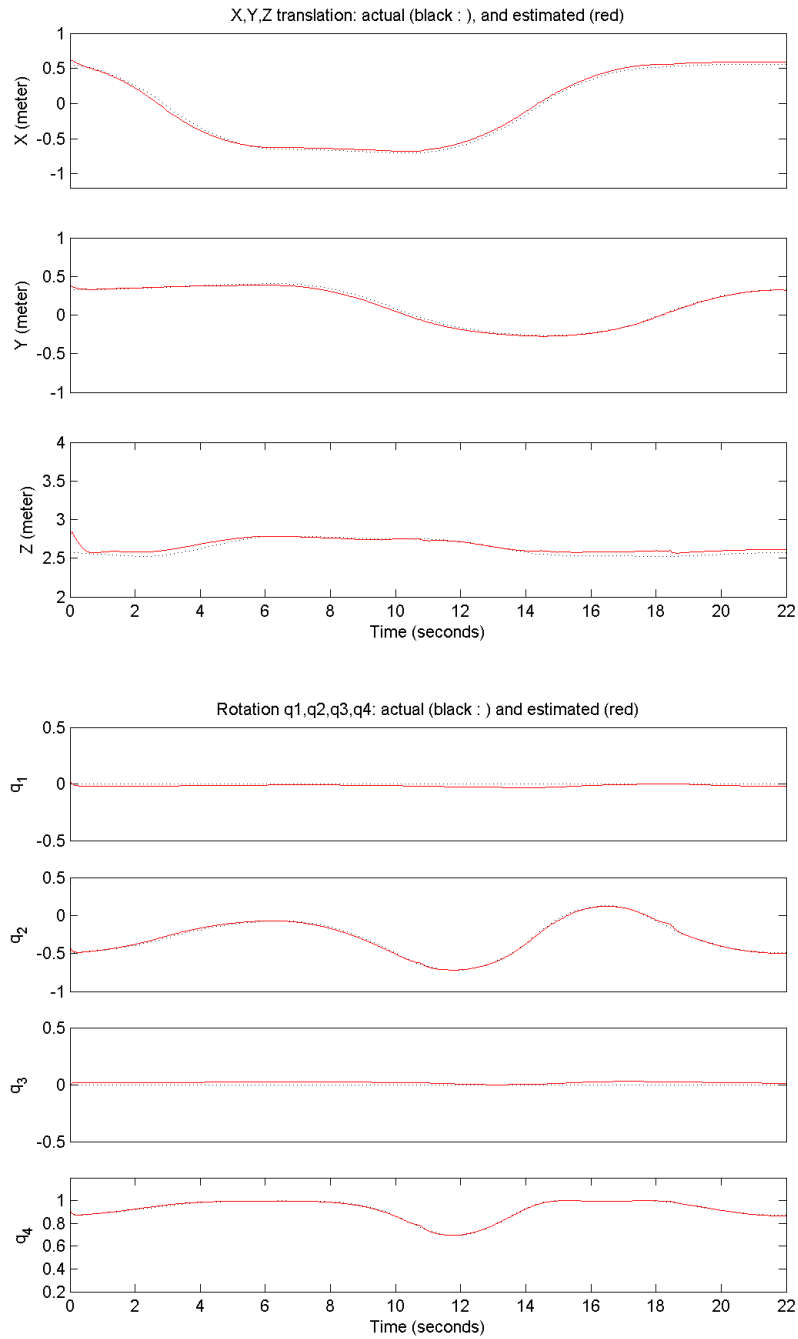 X,Y,Z translation: actual (black : ), and estimated (red)
1
0.5
0
-0.5
-1
X (meter)
1
0.5
0
-0.5
-1
Y (meter)
4
3.5
3
2.5
2
Z (meter)
0 2 4 6 8 10 12 14 16 18 20 22
Time (seconds)
Rotation q1,q2,q3,q4: actual (black : ) and estimated (red)
0.5
0
-0.5
q1
0.5
0
-0.5
-1
q2
0.5
0
-0.5
q3
1
0.8
0.6
0.4
0.2
q4
0 2 4 6 8 10 12 14 16 18 20 22
Time (seconds)